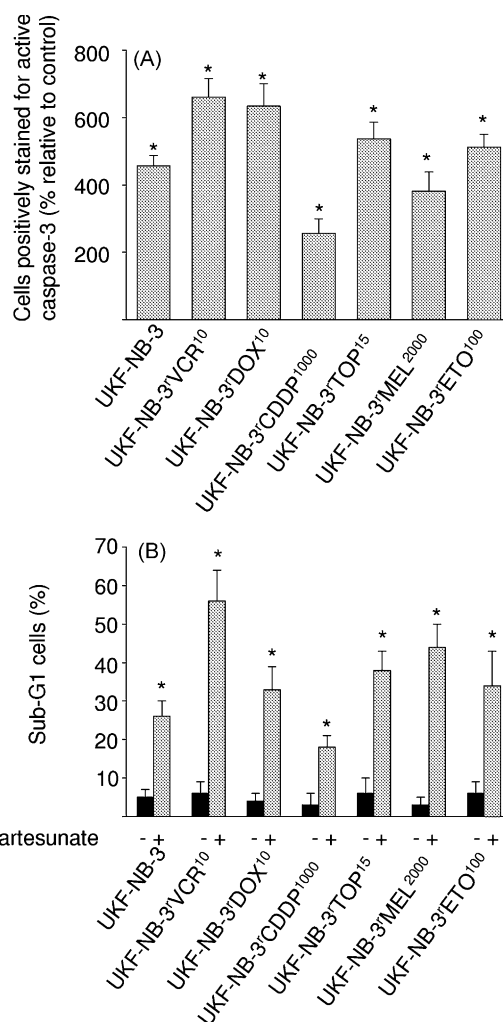 Cells positively stained for active
caspase-3 (% relative to control)
(A)
800
600
400
200
* * * * * * *
UKF-NB-3
UKF-NB-3ʳVCR¹⁰
UKF-NB-3ʳDOX¹⁰
UKF-NB-3ʳCDDP¹⁰⁰⁰
UKF-NB-3ʳTOP¹⁵
UKF-NB-3ʳMEL²⁰⁰⁰
UKF-NB-3ʳETO¹⁰⁰
Sub-G1 cells (%)
(B)
70
60
50
40
30
20
10
* * * * * * *
artesunate - + - + - + - + - + - + - +
UKF-NB-3
UKF-NB-3ʳVCR¹⁰
UKF-NB-3ʳDOX¹⁰
UKF-NB-3ʳCDDP¹⁰⁰⁰
UKF-NB-3ʳTOP¹⁵
UKF-NB-3ʳMEL²⁰⁰⁰
UKF-NB-3ʳETO¹⁰⁰